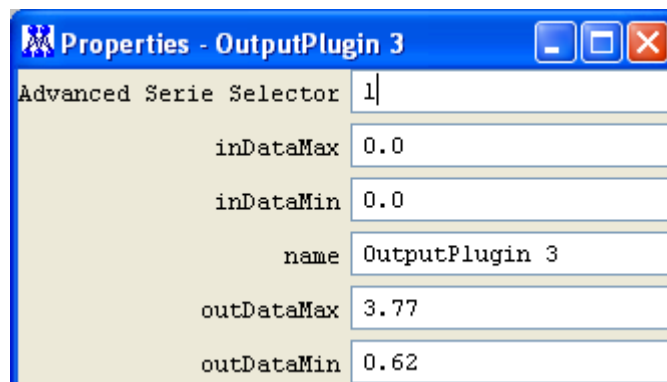 Properties - OutputPlugin 3
Advanced Serie Selector 1
inDataMax 0.0
inDataMin 0.0
name OutputPlugin 3
outDataMax 3.77
outDataMin 0.62